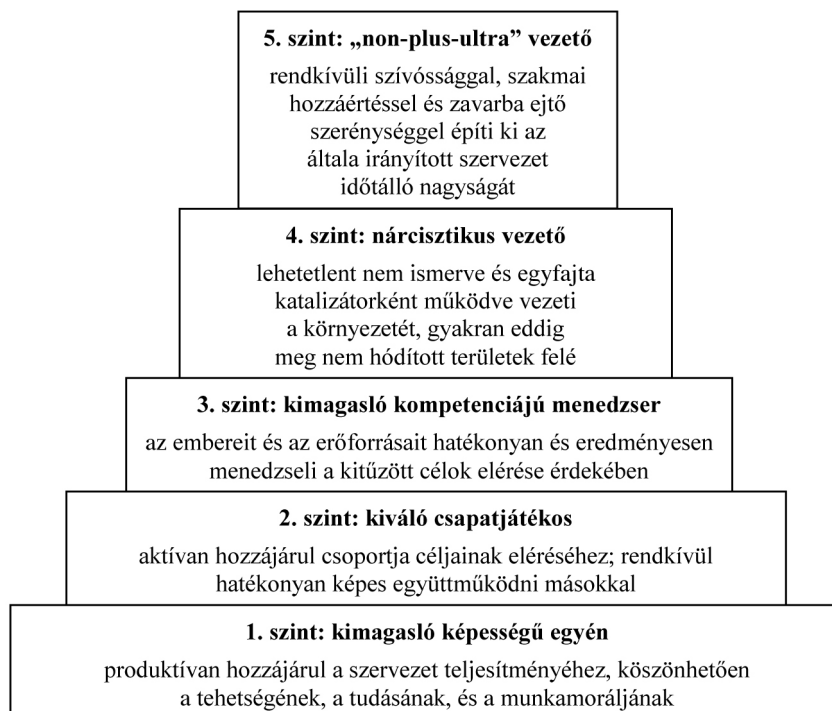 5. szint: „non-plus-ultra” vezető
rendkívüli szívóssággal, szakmai
hozzáértéssel és zavarba ejtő
szerénységgel építi ki az
általa irányított szervezet
időtálló nagyságát
4. szint: nárcisztikus vezető
lehetetlent nem ismerve és egyfajta
katalizátorként működve vezeti
a környezetét, gyakran eddig
meg nem hódított területek felé
3. szint: kimagasló kompetenciájú menedzser
az embereit és az erőforrásait hatékonyan és eredményesen
menedzseli a kitűzött célok elérése érdekében
2. szint: kiváló csapatjátékos
aktívan hozzájárul csoportja céljainak eléréséhez; rendkívül
hatékonyan képes együttműködni másokkal
1. szint: kimagasló képességű egyén
produktívan hozzájárul a szervezet teljesítményéhez, köszönhetően
a tehetségének, a tudásának, és a munkamoráljának